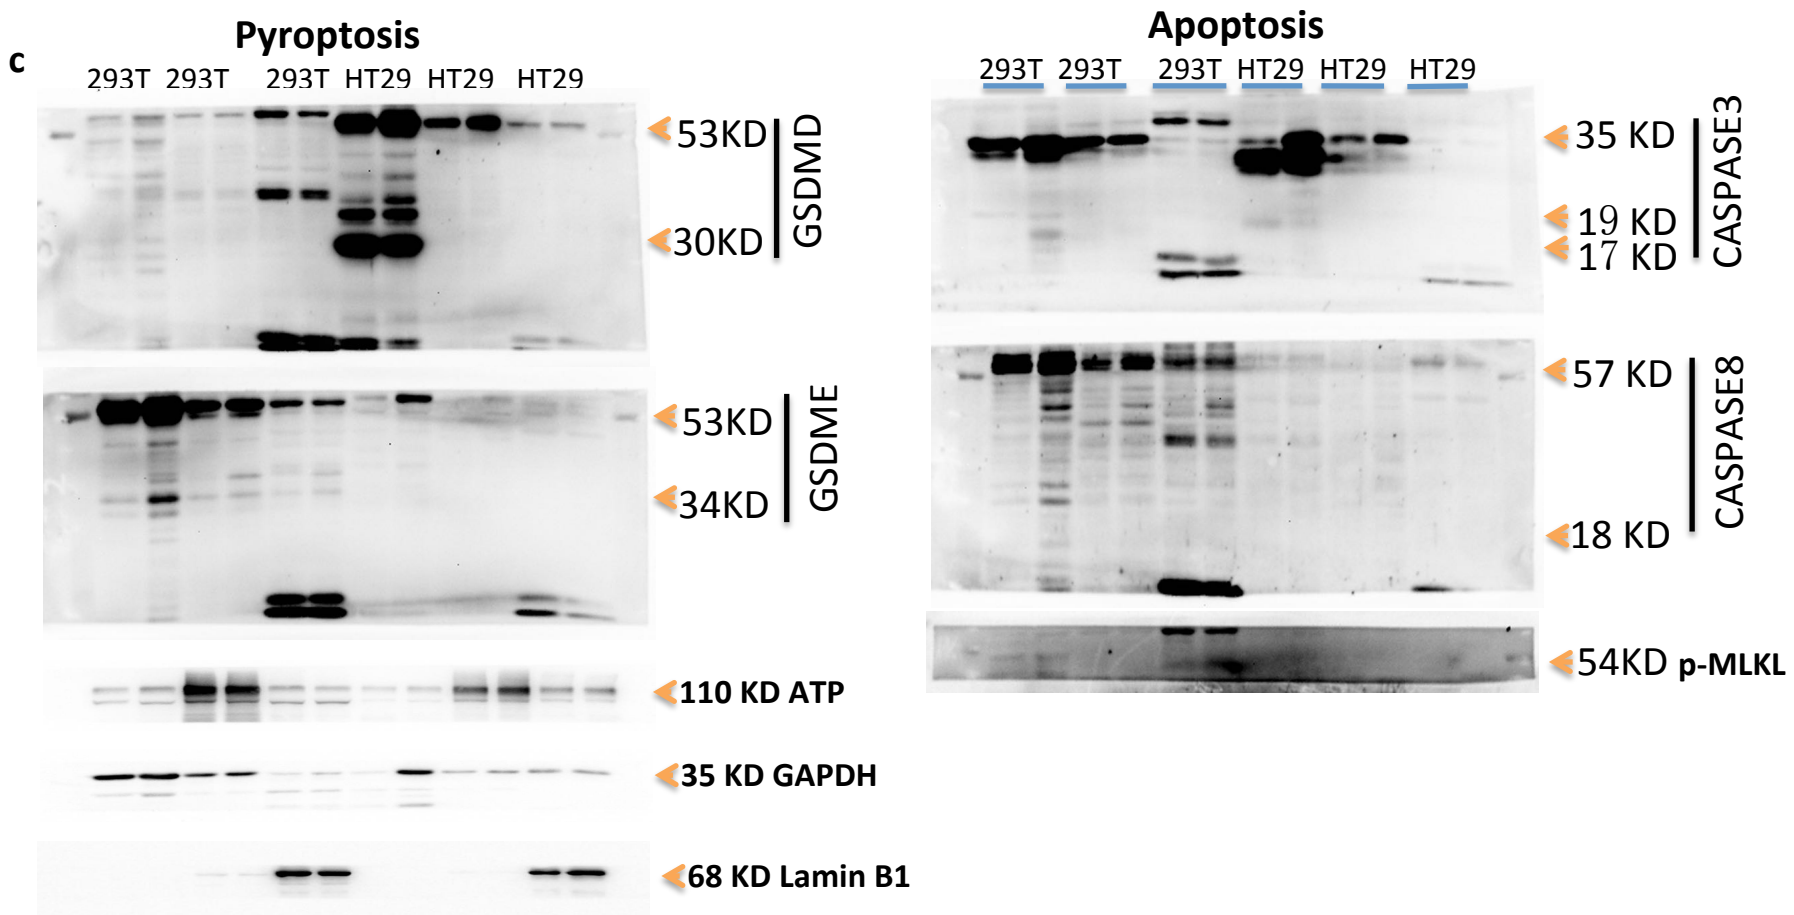 c
Pyroptosis
293T 293T 293T HT29 HT29 HT29
53KD
30KD
GSDMD
53KD
34KD
GSDME
110 KD ATP
35 KD GAPDH
68 KD Lamin B1
Apoptosis
293T 293T 293T HT29 HT29 HT29
35 KD
19 KD
17 KD
CASPASE3
57 KD
18 KD
CASPASE8
54KD p-MLKL